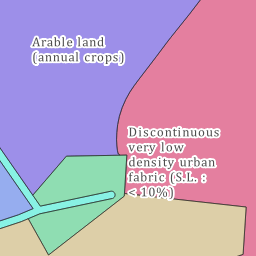 Arable land
(annual crops)
Discontinuous
very low
density urban
fabric (S.L. :
< 10%)